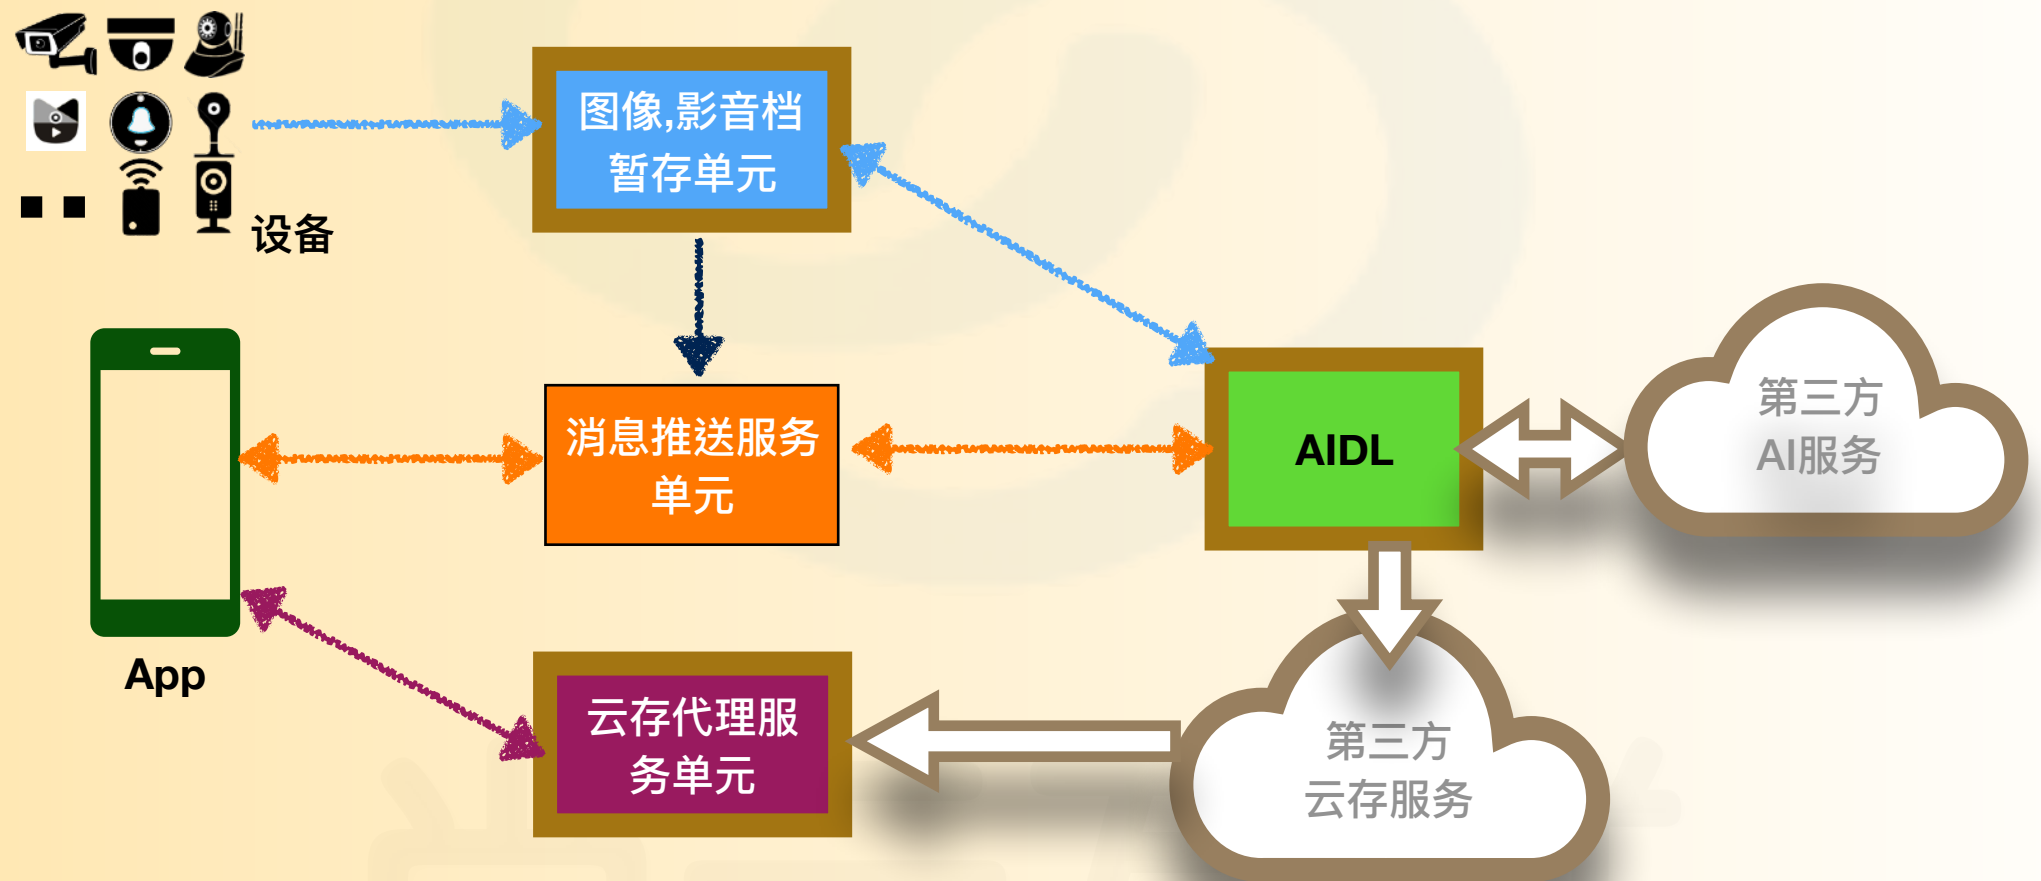 图像,影音档
暂存单元
设备
消息推送服务
单元
AIDL
第三方
AI服务
App
云存代理服
务单元
第三方
云存服务